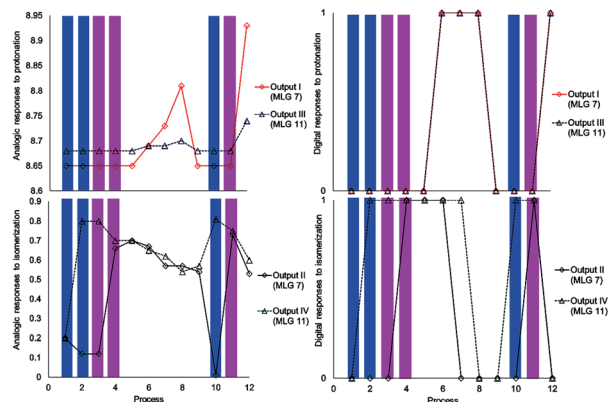 Analogic responses to protonation
8.95
8.9
8.85
8.8
8.75
8.7
8.65
8.6
Output I
(MLG 7)
Output III
(MLG 11)
Digital responses to protonation
1
0
Output I
(MLG 7)
Output III
(MLG 11)
Analogic responses to isomerization
0.9
0.8
0.7
0.6
0.5
0.4
0.3
0.2
0.1
0
0 2 4 6 8 10 12
Process
Output II
(MLG 7)
Output IV
(MLG 11)
Digital responses to isomerization
1
0
0 2 4 6 8 10 12
Process
Output II
(MLG 7)
Output IV
(MLG 11)